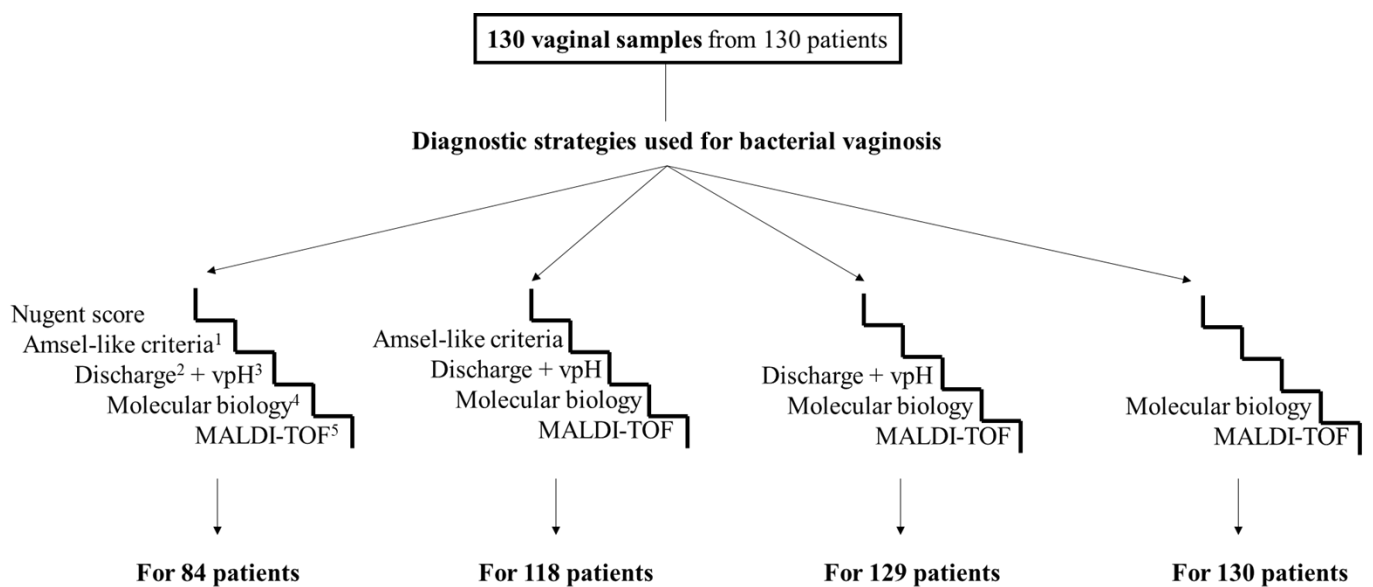 130 vaginal samples from 130 patients
Diagnostic strategies used for bacterial vaginosis
Nugent score
Amsel-like criteria¹
Discharge² + vpH³
Molecular biology⁴
MALDI-TOF⁵
For 84 patients
Amsel-like criteria
Discharge + vpH
Molecular biology
MALDI-TOF
For 118 patients
Discharge + vpH
Molecular biology
MALDI-TOF
For 129 patients
Molecular biology
MALDI-TOF
For 130 patients